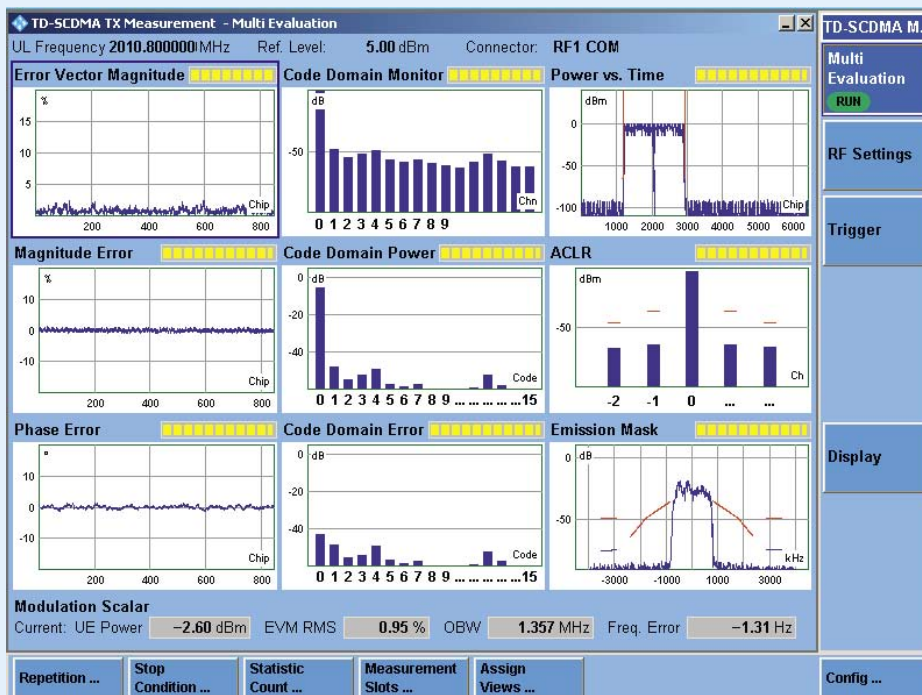 TD-SCDMA TX Measurement - Multi Evaluation
TD-SCDMA M.
UL Frequency 2010.800000 MHz Ref. Level: 5.00 dBm Connector: RF1 COM
Multi
Evaluation
RUN
RF Settings
Trigger
Display
Error Vector Magnitude
%
15
10
5
Chip
200 400 600 800
Code Domain Monitor
dB
-50
Chn
0 1 2 3 4 5 6 7 8 9
Power vs. Time
dBm
0
-50
-100
Chip
1000 2000 3000 4000 5000 6000
Magnitude Error
%
10
0
-10
Chip
200 400 600 800
Code Domain Power
0 dB
-20
-40
Code
0 1 2 3 4 5 6 7 8 9 ... ... ... ... ...15
ACLR
dBm
-50
Ch
-2 -1 0 ... ...
Phase Error
°
10
0
-10
Chip
200 400 600 800
Code Domain Error
0 dB
-20
-40
Code
0 1 2 3 4 5 6 7 8 9 ... ... ... ... ...15
Emission Mask
0 dB
-50
kHz
-3000 -1000 1000 3000
Modulation Scalar
Current: UE Power -2.60 dBm EVM RMS 0.95 % OBW 1.357 MHz Freq. Error -1.31 Hz
Repetition ...
Stop
Condition ...
Statistic
Count ...
Measurement
Slots ...
Assign
Views ...
Config ...